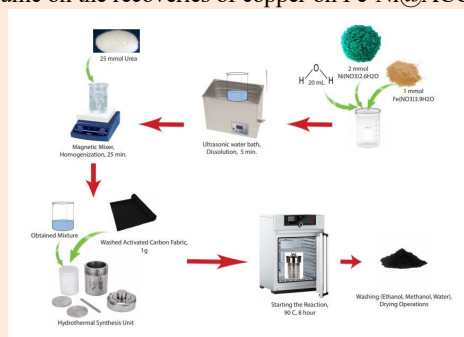 ume on the recoveries of copper on Fe-Ni@ACC
25 mmol Urea
2 mmol
Ni(NO3)2.6H2O
H O H
20 mL
1 mmol
Fe(NO3)3.9H2O
Magnetic Mixer,
Homogenization, 25 min.
Ultrasonic water bath,
Dissolution, 5 min.
Obtained Mixture
Washed Activated Carbon Fabric,
1g
Hydrothermal Synthesis Unit
Starting the Reaction,
90 C, 8 hour
Washing (Ethanol, Methanol, Water),
Drying Operations